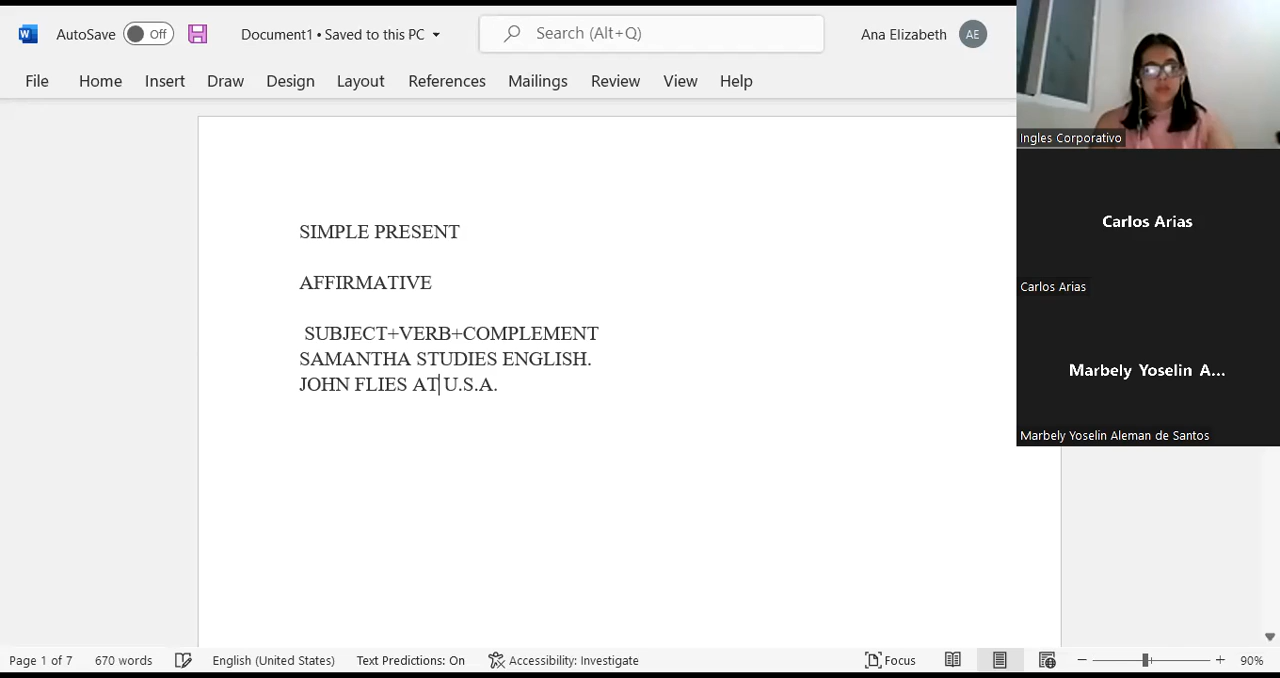 AutoSave Off Document1 • Saved to this PC Search (Alt+Q) Ana Elizabeth AE
File Home Insert Draw Design Layout References Mailings Review View Help
Ingles Corporativo
Carlos Arias
Carlos Arias
Marbely Yoselin A...
Marbely Yoselin Aleman de Santos
SIMPLE PRESENT
AFFIRMATIVE
SUBJECT+VERB+COMPLEMENT
SAMANTHA STUDIES ENGLISH.
JOHN FLIES AT U.S.A.
Page 1 of 7 670 words English (United States) Text Predictions: On Accessibility: Investigate Focus 90%